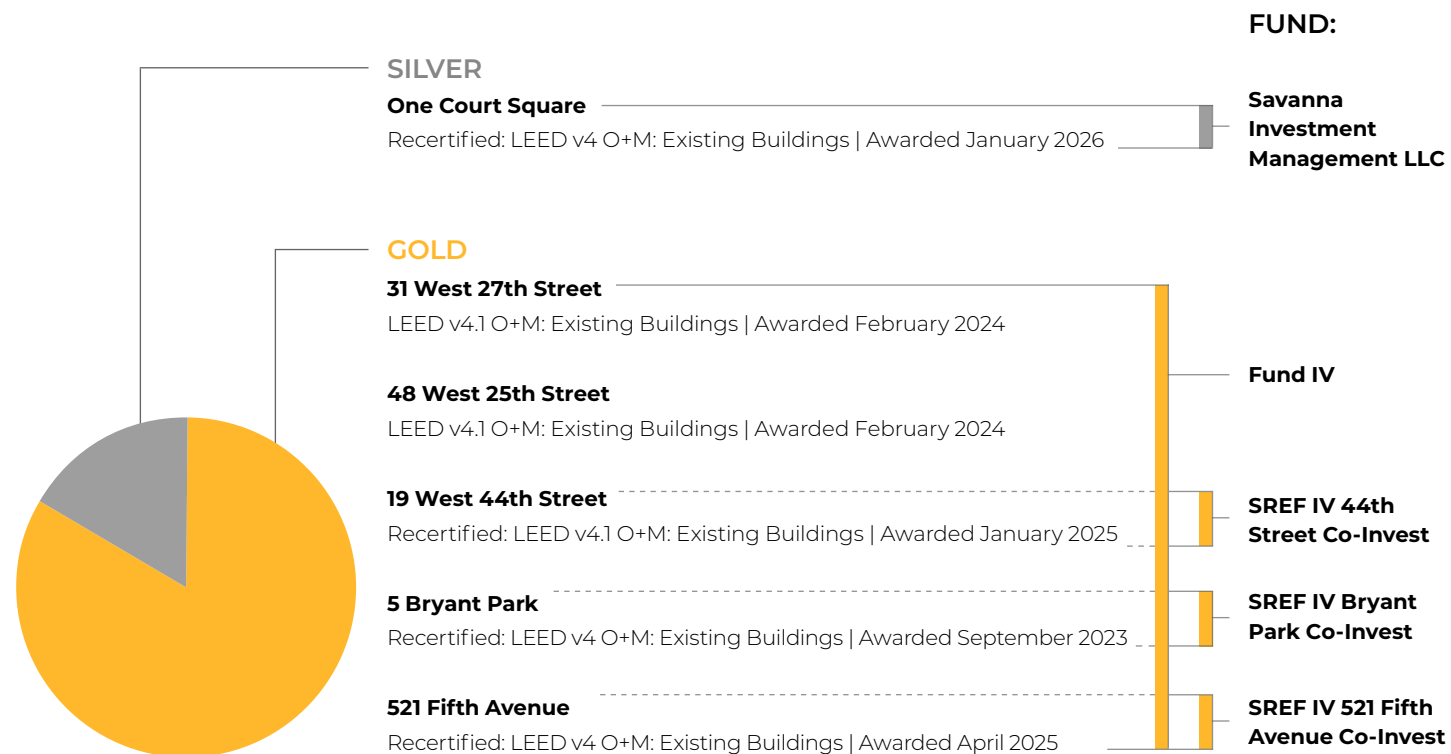 FUND:
SILVER
One Court Square
Recertified: LEED v4 O+M: Existing Buildings | Awarded January 2026
Savanna
Investment
Management LLC
GOLD
31 West 27th Street
LEED v4.1 O+M: Existing Buildings | Awarded February 2024
48 West 25th Street
LEED v4.1 O+M: Existing Buildings | Awarded February 2024
Fund IV
19 West 44th Street
Recertified: LEED v4.1 O+M: Existing Buildings | Awarded January 2025
SREF IV 44th
Street Co-Invest
5 Bryant Park
Recertified: LEED v4 O+M: Existing Buildings | Awarded September 2023
SREF IV Bryant
Park Co-Invest
521 Fifth Avenue
Recertified: LEED v4 O+M: Existing Buildings | Awarded April 2025
SREF IV 521 Fifth
Avenue Co-Invest